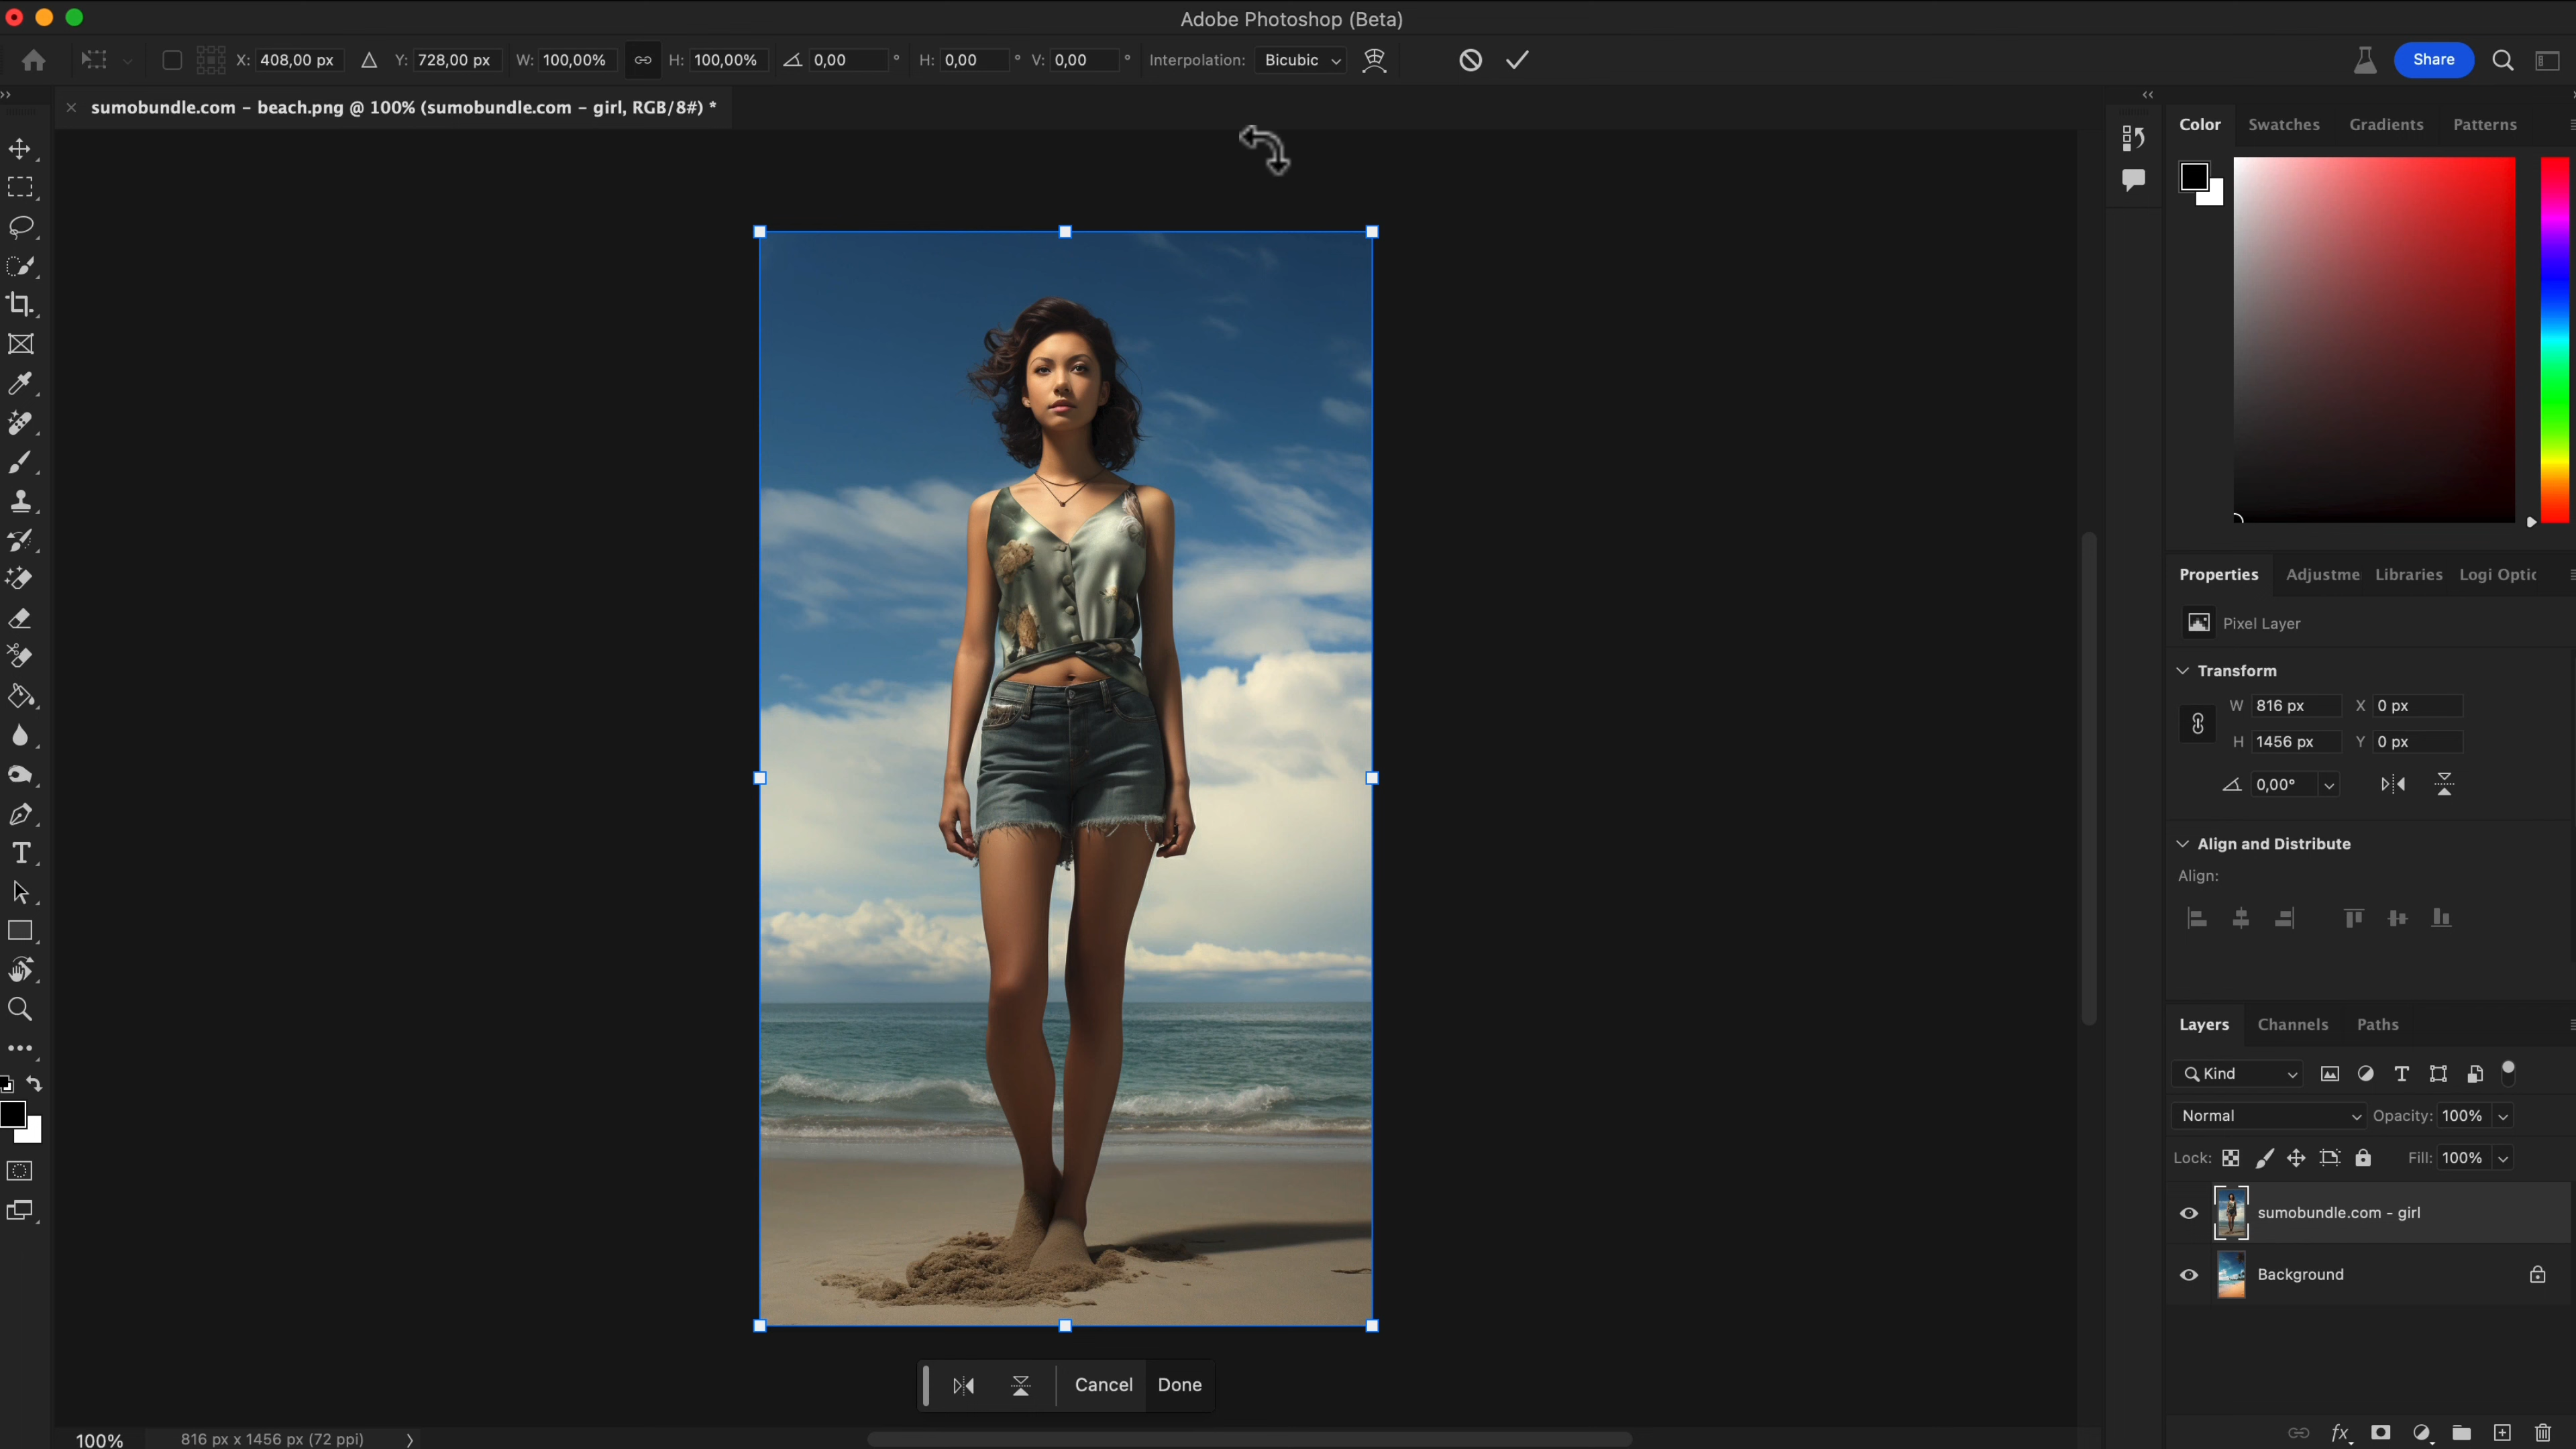 Adobe Photoshop (Beta)
X: 408,00 px Y: 728,00 px W: 100,00% H: 100,00% 0,00 ° H: 0,00 ° V: 0,00 ° Interpolation: Bicubic Share
sumobundle.com – beach.png @ 100% (sumobundle.com – girl, RGB/8#) *
Color Swatches Gradients Patterns
Properties Adjustme Libraries Logi Optic
Pixel Layer
Transform
W 816 px X 0 px
H 1456 px Y 0 px
0,00°
Align and Distribute
Align:
Layers Channels Paths
Kind
Normal Opacity: 100%
Lock: Fill: 100%
sumobundle.com - girl
Background
Cancel Done
100% 816 px x 1456 px (72 ppi)
fx